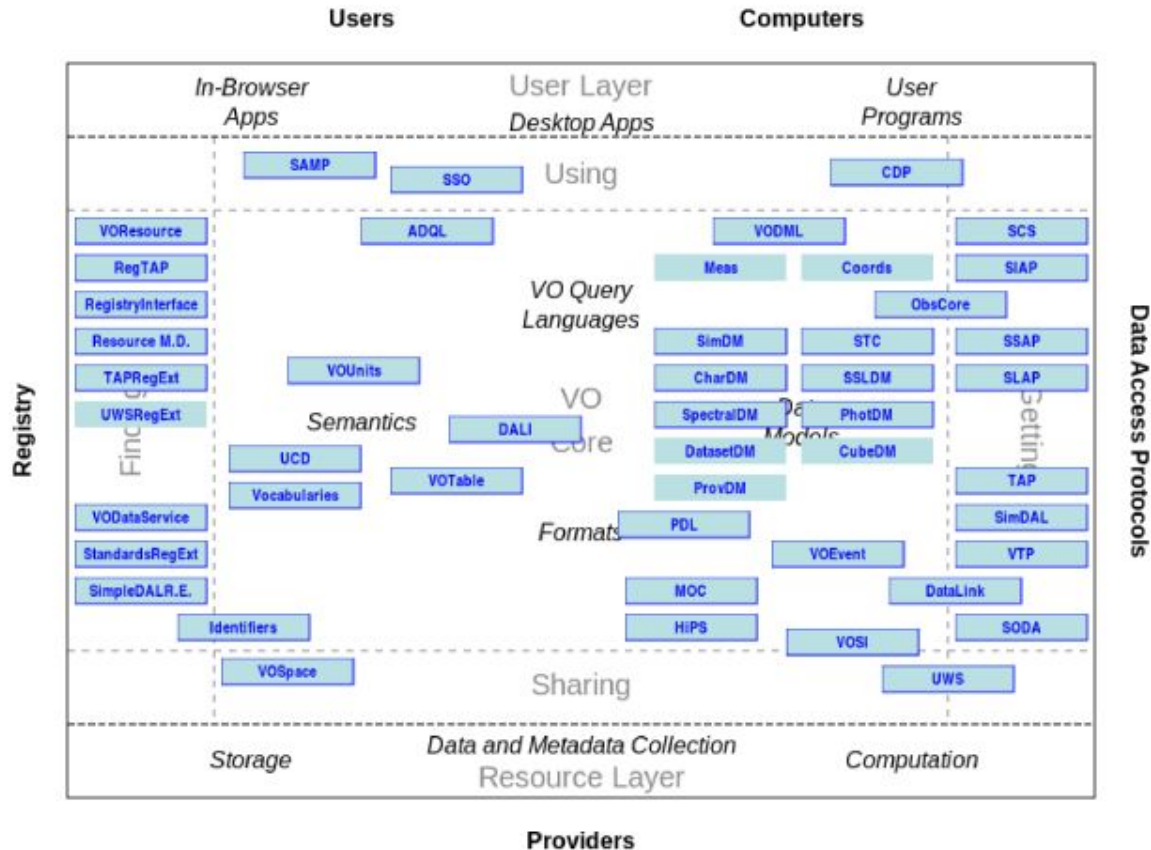 Users
Computers
In-Browser
Apps
User Layer
Desktop Apps
User
Programs
SAMP
SSO
Using
CDP
VOResource
ADQL
VODML
SCS
RegTAP
Meas
Coords
SIAP
VO Query
Languages
RegistryInterface
ObsCore
Resource M.D.
SimDM
STC
SSAP
TAPRegExt
VOUnits
VO
Core
CharDM
SSLDM
SLAP
UWSRegExt
Semantics
DALI
SpectralDM
PhotDM
Models
Getting
Registry
Data Access Protocols
UCD
DatasetDM
CubeDM
Vocabularies
VOTable
ProvDM
TAP
VODataService
Formats
PDL
SimDAL
StandardsRegExt
VOEvent
VTP
SimpleDALR.E.
MOC
DataLink
Identifiers
HiPS
VOSI
SODA
VOSpace
Sharing
UWS
Storage
Data and Metadata Collection
Resource Layer
Computation
Providers